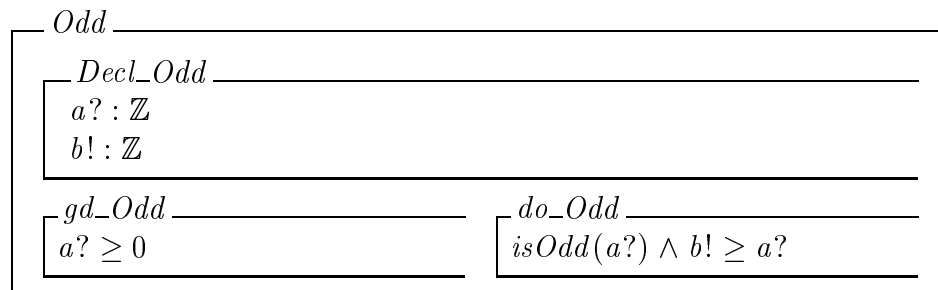 Odd
Decl_Odd
a? : ℤ
b! : ℤ
gd_Odd
a? ≥ 0
do_Odd
isOdd(a?) ∧ b! ≥ a?